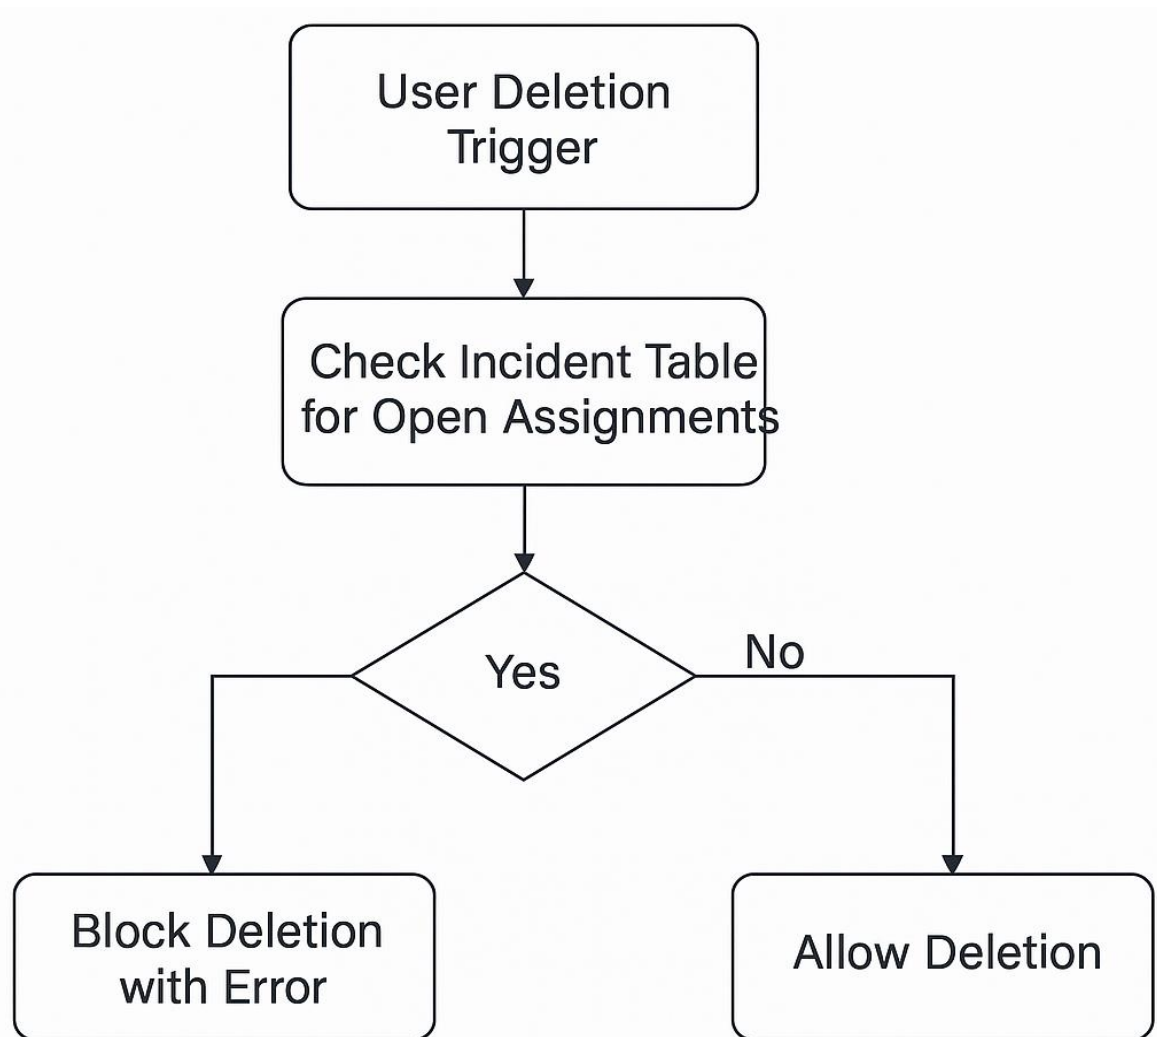 User Deletion
Trigger
Check Incident Table
for Open Assignments
Yes
No
Block Deletion
with Error
Allow Deletion